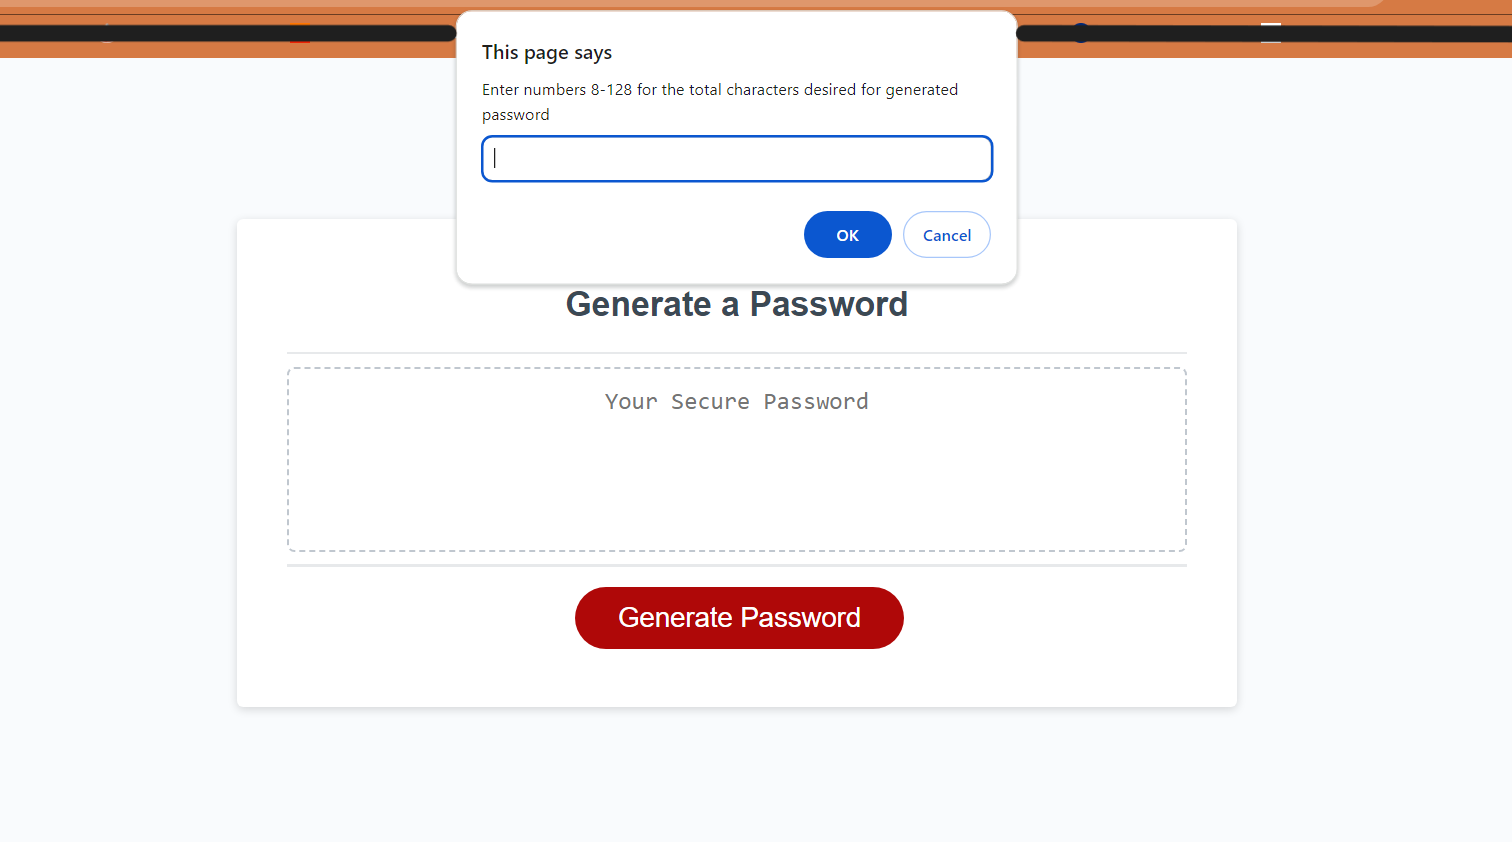 This page says
Enter numbers 8-128 for the total characters desired for generated
password
OK
Cancel
Generate a Password
Your Secure Password
Generate Password